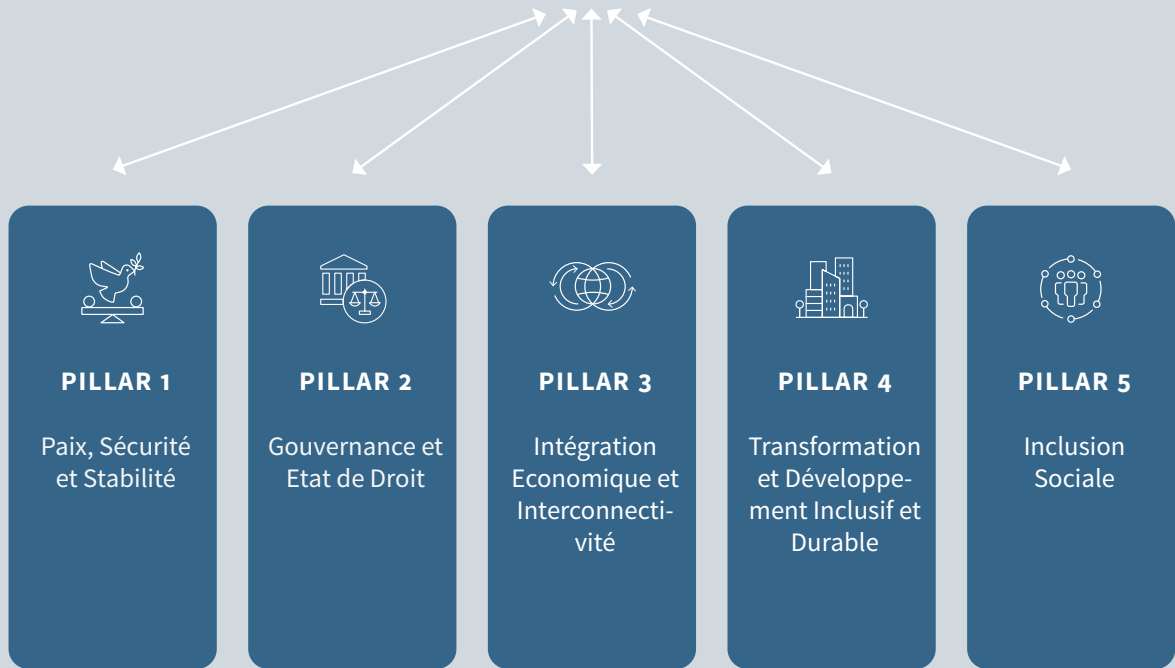 PILLAR 1
Paix, Sécurité
et Stabilité
PILLAR 2
Gouvernance et
Etat de Droit
PILLAR 3
Intégration
Economique et
Interconnecti-
vité
PILLAR 4
Transformation
et Développe-
ment Inclusif et
Durable
PILLAR 5
Inclusion
Sociale